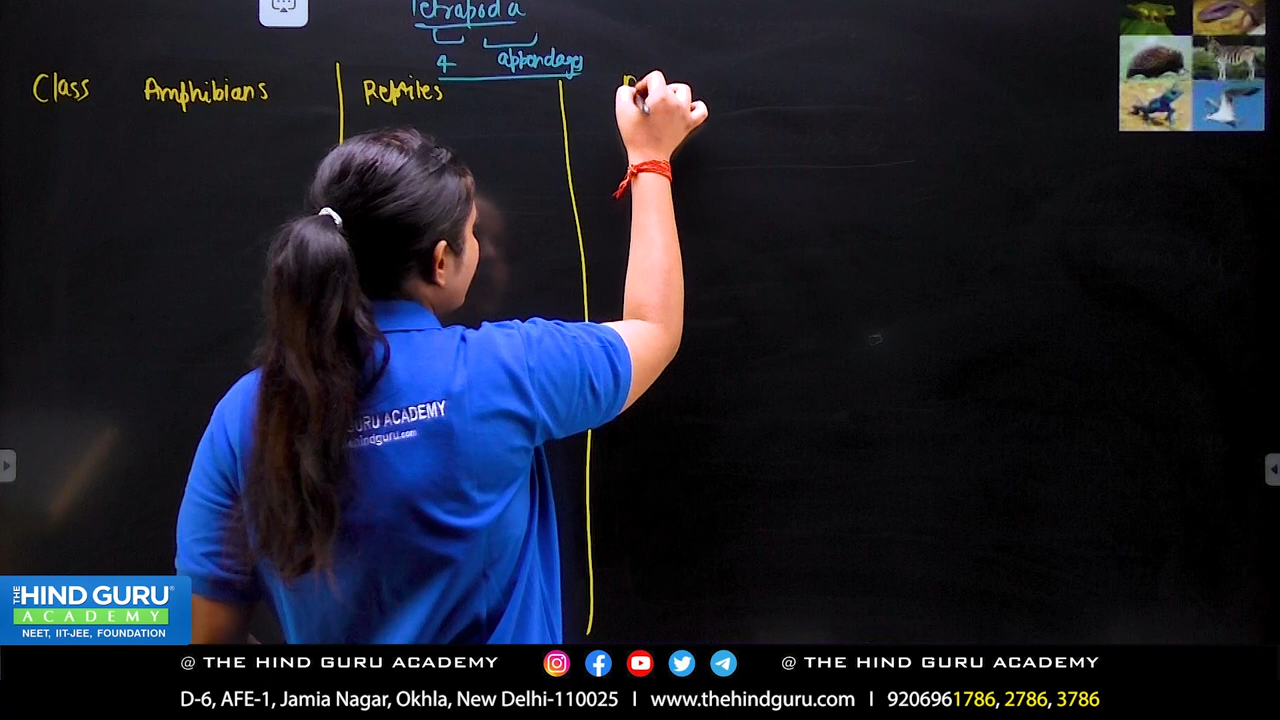 Tetrapoda
4 appendages
Class Amphibians Reptiles
GURU ACADEMY
hindguru.com
THE HIND GURU®
ACADEMY
NEET, IIT-JEE, FOUNDATION
@ THE HIND GURU ACADEMY @ THE HIND GURU ACADEMY
D-6, AFE-1, Jamia Nagar, Okhla, New Delhi-110025 I www.thehindguru.com I 9206961786, 2786, 3786